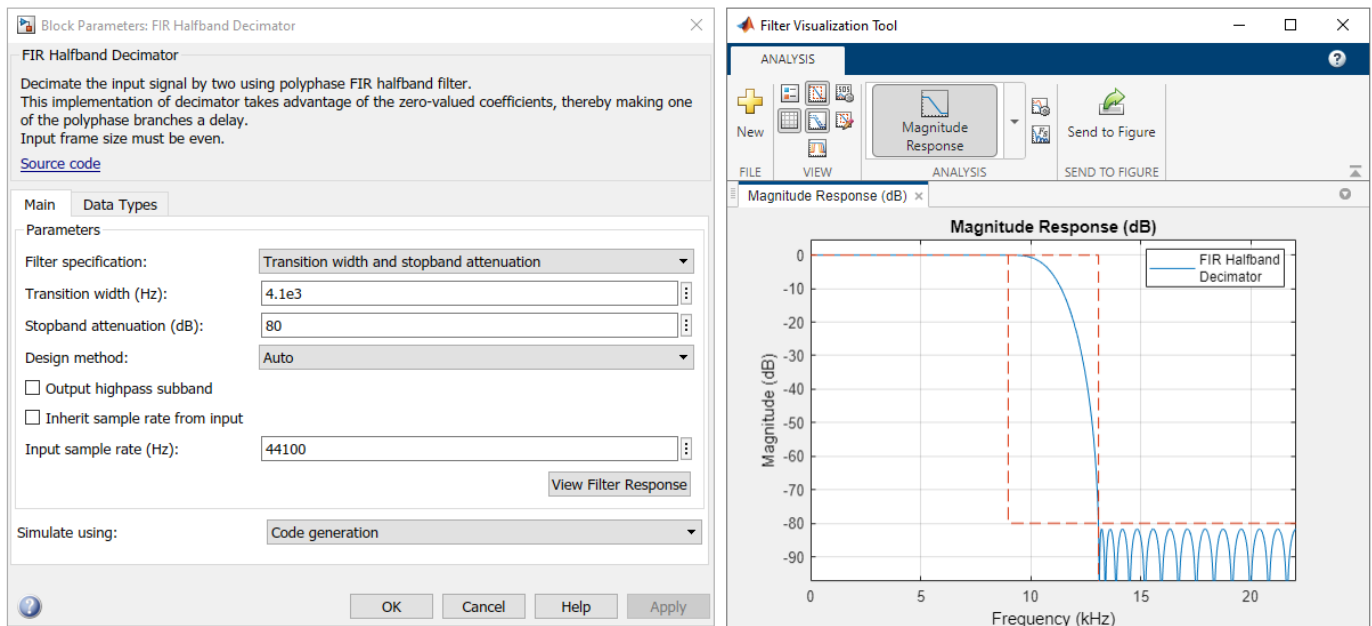 Block Parameters: FIR Halfband Decimator
FIR Halfband Decimator
Decimate the input signal by two using polyphase FIR halfband filter.
This implementation of decimator takes advantage of the zero-valued coefficients, thereby making one
of the polyphase branches a delay.
Input frame size must be even.
Source code
Main
Data Types
Parameters
Filter specification:
Transition width and stopband attenuation
Transition width (Hz):
4.1e3
Stopband attenuation (dB):
80
Design method:
Auto
Output highpass subband
Inherit sample rate from input
Input sample rate (Hz):
44100
View Filter Response
Simulate using:
Code generation
OK
Cancel
Help
Apply
Filter Visualization Tool
ANALYSIS
New
Magnitude
Response
Send to Figure
FILE
VIEW
ANALYSIS
SEND TO FIGURE
Magnitude Response (dB)
Magnitude Response (dB)
FIR Halfband
Decimator
Magnitude (dB)
0
-10
-20
-30
-40
-50
-60
-70
-80
-90
0
5
10
15
20
Frequency (kHz)